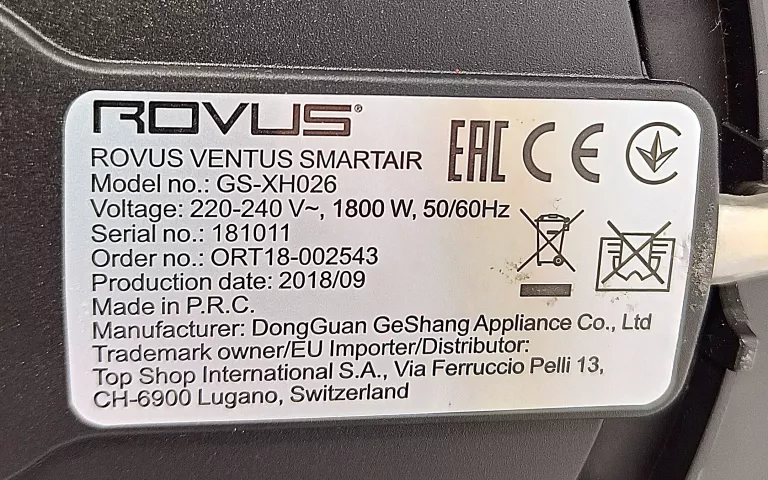 ROVUS®
ROVUS VENTUS SMARTAIR
Model no.: GS-XH026
Voltage: 220-240 V~, 1800 W, 50/60Hz
Serial no.: 181011
Order no.: ORT18-002543
Production date: 2018/09
Made in P.R.C.
Manufacturer: DongGuan GeShang Appliance Co., Ltd
Trademark owner/EU Importer/Distributor:
Top Shop International S.A., Via Ferruccio Pelli 13,
CH-6900 Lugano, Switzerland
EAC CE